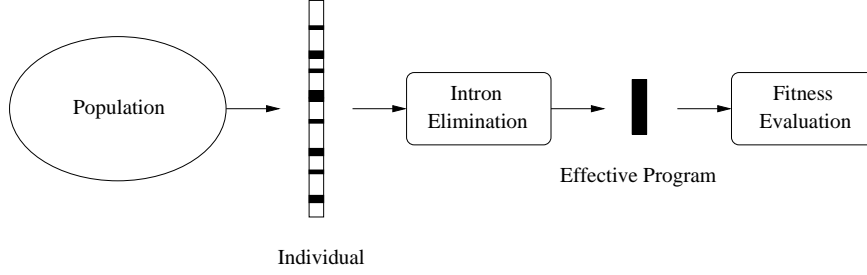 Population
Individual
Intron
Elimination
Effective Program
Fitness
Evaluation